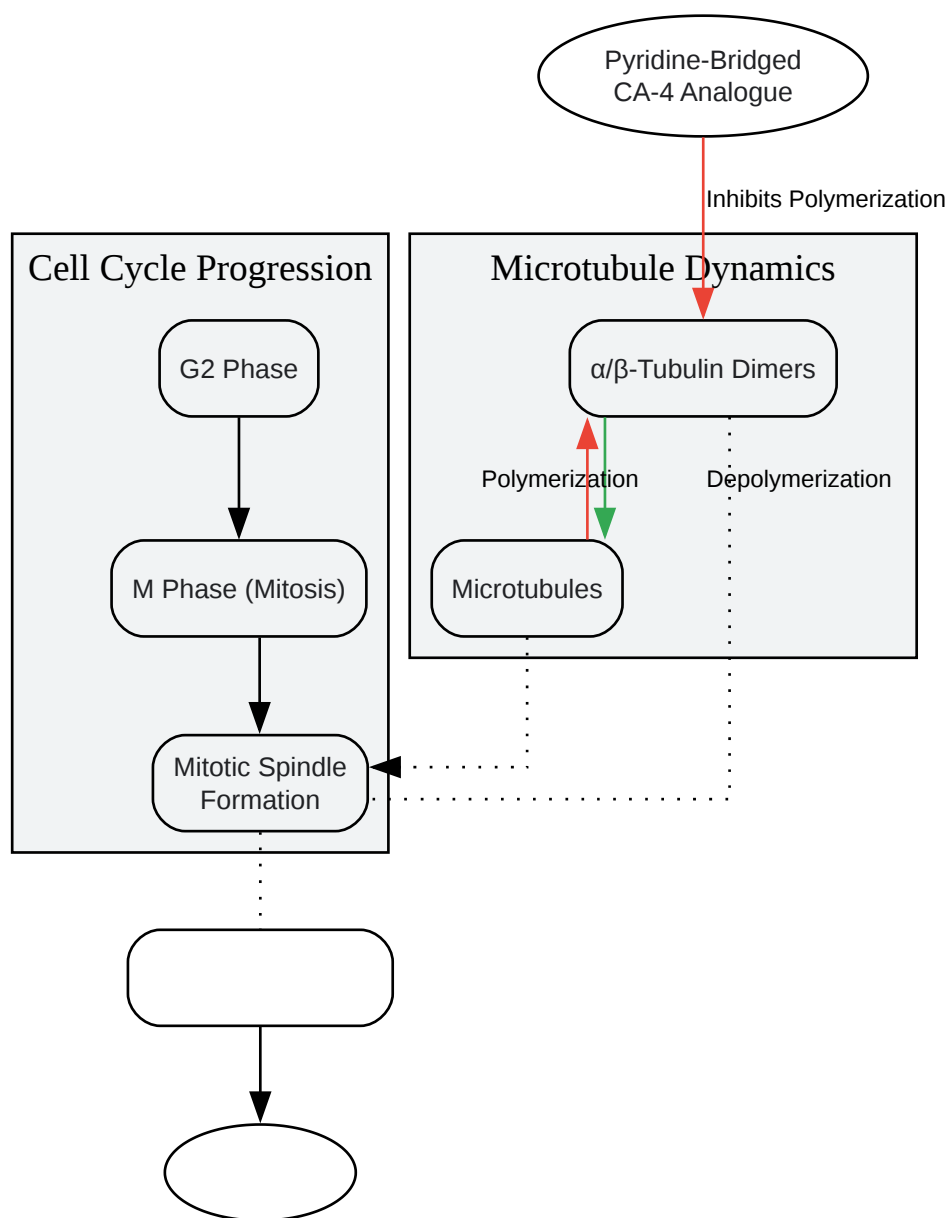 Pyridine-Bridged
CA-4 Analogue
Inhibits Polymerization
Cell Cycle Progression
Microtubule Dynamics
G2 Phase
α/β-Tubulin Dimers
Polymerization
Depolymerization
M Phase (Mitosis)
Microtubules
Mitotic Spindle
Formation